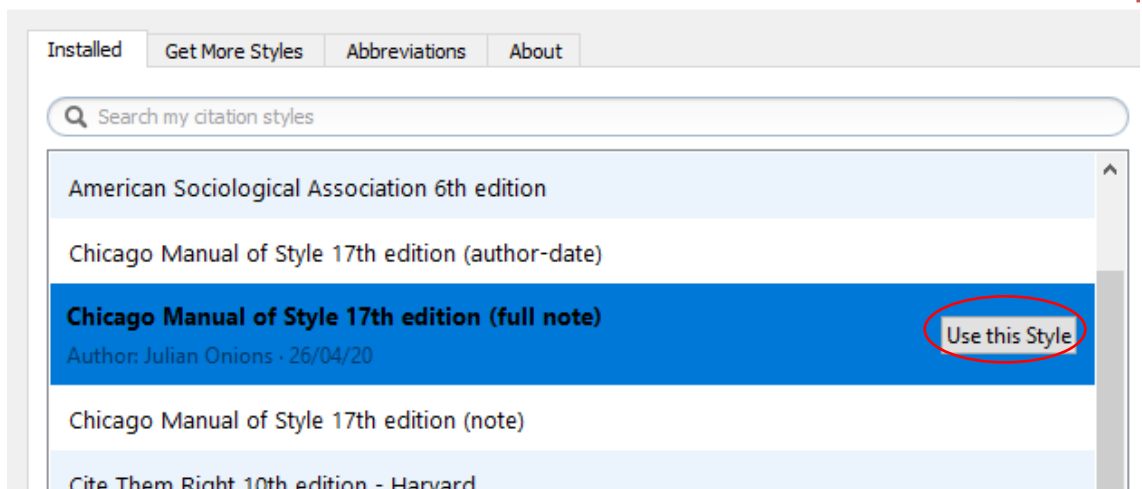 Installed Get More Styles Abbreviations About
Search my citation styles
American Sociological Association 6th edition
Chicago Manual of Style 17th edition (author-date)
Chicago Manual of Style 17th edition (full note)
Author: Julian Onions · 26/04/20
Use this Style
Chicago Manual of Style 17th edition (note)
Cite Them Right 10th edition - Harvard